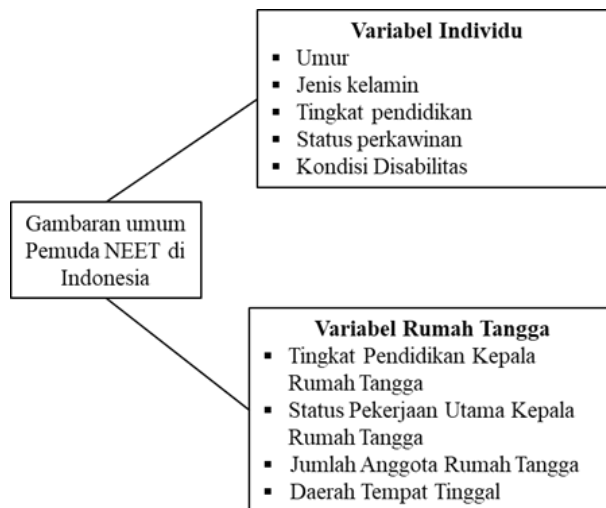 Variabel Individu
▪ Umur
▪ Jenis kelamin
▪ Tingkat pendidikan
▪ Status perkawinan
▪ Kondisi Disabilitas
Gambaran umum
Pemuda NEET di
Indonesia
Variabel Rumah Tangga
▪ Tingkat Pendidikan Kepala
Rumah Tangga
▪ Status Pekerjaan Utama Kepala
Rumah Tangga
▪ Jumlah Anggota Rumah Tangga
▪ Daerah Tempat Tinggal